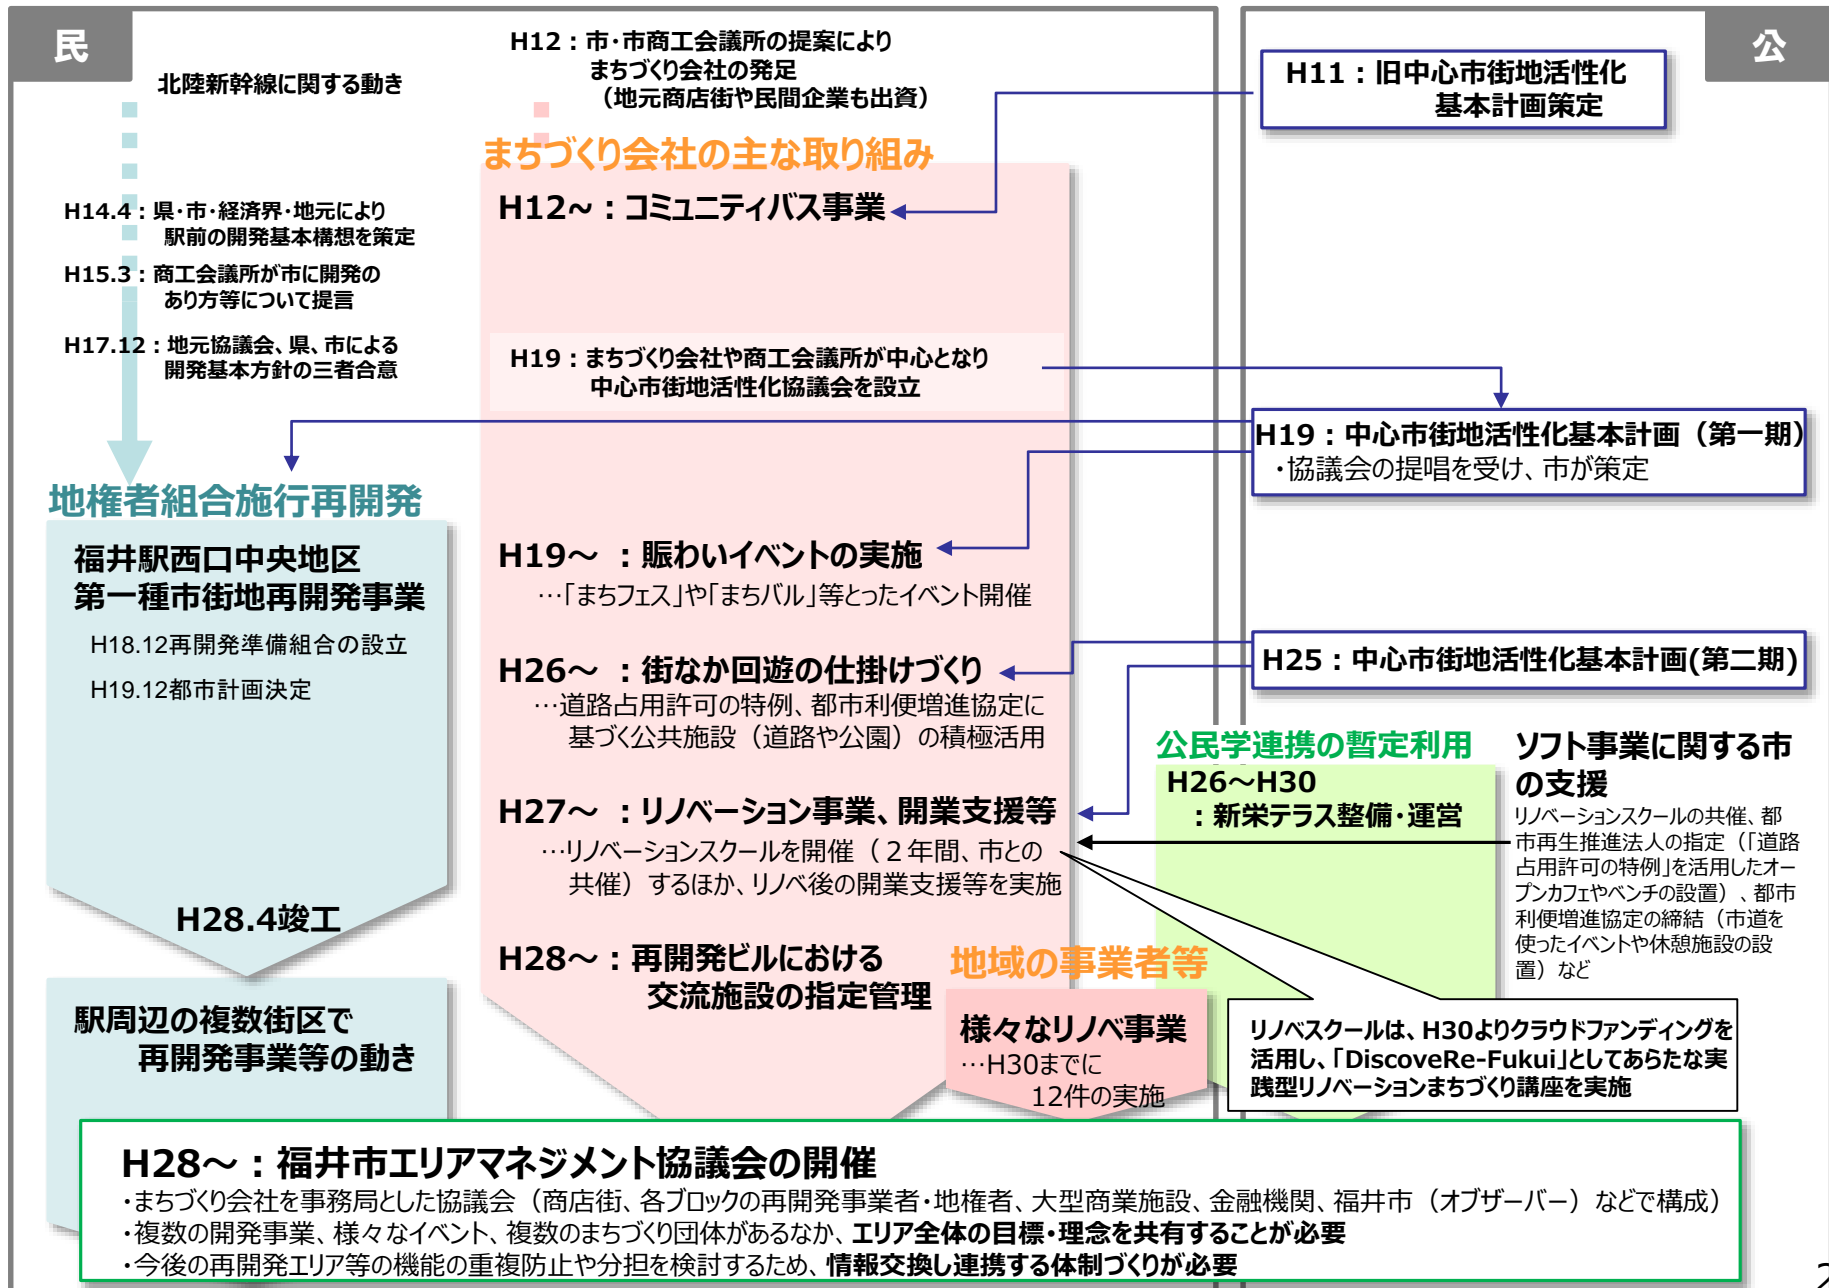 民
公
北陸新幹線に関する動き
H12：市・市商工会議所の提案により
まちづくり会社の発足
（地元商店街や民間企業も出資）
H11：旧中心市街地活性化
基本計画策定
まちづくり会社の主な取り組み
H14.4：県・市・経済界・地元により
駅前の開発基本構想を策定
H15.3：商工会議所が市に開発の
あり方等について提言
H17.12：地元協議会、県、市による
開発基本方針の三者合意
H12~：コミュニティバス事業
H19：まちづくり会社や商工会議所が中心となり
中心市街地活性化協議会を設立
H19：中心市街地活性化基本計画（第一期）
・協議会の提唱を受け、市が策定
地権者組合施行再開発
福井駅西口中央地区
第一種市街地再開発事業
H18.12再開発準備組合の設立
H19.12都市計画決定
H28.4竣工
駅周辺の複数街区で
再開発事業等の動き
H19～ ：賑わいイベントの実施
…「まちフェス」や「まちバル」等とったイベント開催
H26～ ：街なか回遊の仕掛けづくり
…道路占用許可の特例、都市利便増進協定に
基づく公共施設（道路や公園）の積極活用
H25：中心市街地活性化基本計画(第二期)
H27～ ：リノベーション事業、開業支援等
…リノベーションスクールを開催（２年間、市との
共催）するほか、リノベ後の開業支援等を実施
H28～：再開発ビルにおける
交流施設の指定管理
公民学連携の暫定利用
H26～H30
：新栄テラス整備・運営
ソフト事業に関する市
の支援
リノベーションスクールの共催、都
市再生推進法人の指定（「道路
占用許可の特例」を活用したオー
プンカフェやベンチの設置）、都市
利便増進協定の締結（市道を
使ったイベントや休憩施設の設
置）など
地域の事業者等
様々なリノベ事業
…H30までに
12件の実施
リノベスクールは、H30よりクラウドファンディングを
活用し、「DiscoveRe-Fukui」としてあらたな実
践型リノベーションまちづくり講座を実施
H28～：福井市エリアマネジメント協議会の開催
・まちづくり会社を事務局とした協議会（商店街、各ブロックの再開発事業者・地権者、大型商業施設、金融機関、福井市（オブザーバー）などで構成）
・複数の開発事業、様々なイベント、複数のまちづくり団体があるなか、エリア全体の目標・理念を共有することが必要
・今後の再開発エリア等の機能の重複防止や分担を検討するため、情報交換し連携する体制づくりが必要